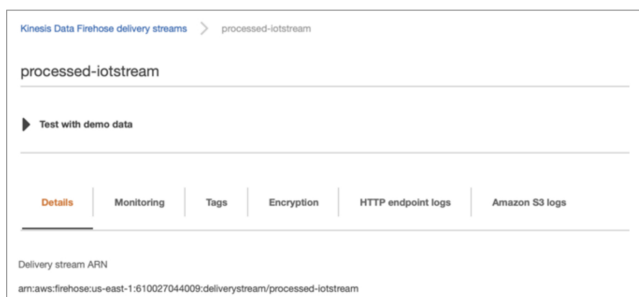 Kinesis Data Firehose delivery streams > processed-iotstream
processed-iotstream
Test with demo data
Details Monitoring Tags Encryption HTTP endpoint logs Amazon S3 logs
Delivery stream ARN
arn:aws:firehose:us-east-1:610027044009:deliverystream/processed-iotstream